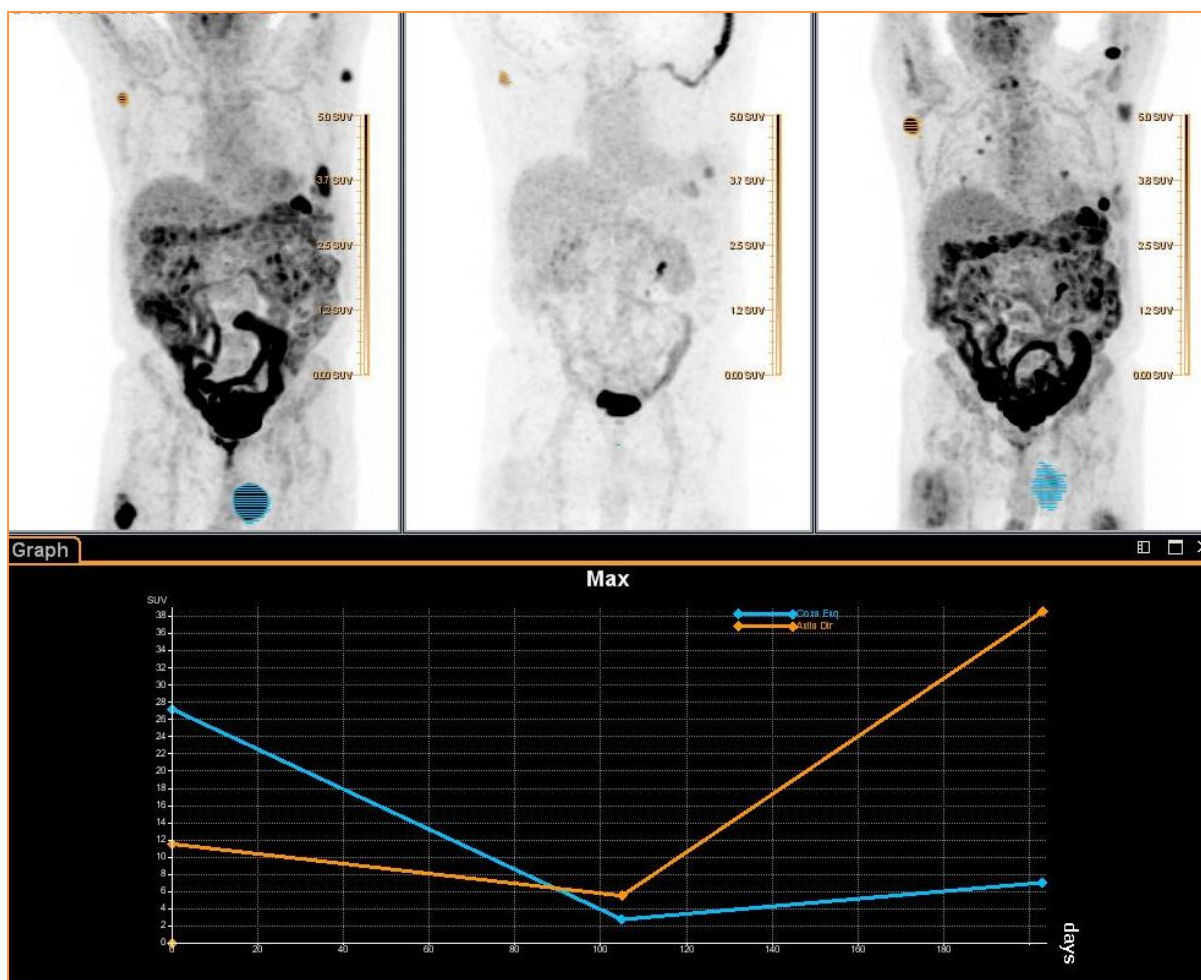 5.0 SUV
3.7 SUV
2.5 SUV
1.2 SUV
0.00 SUV
5.0 SUV
3.7 SUV
2.5 SUV
1.2 SUV
0.00 SUV
5.0 SUV
3.8 SUV
2.5 SUV
1.2 SUV
0.00 SUV
Graph
Max
SUV
Coxa Esq
Axila Dir
38
36
34
32
30
28
26
24
22
20
18
16
14
12
10
8
6
4
2
0
0 20 40 60 80 100 120 140 160 180
days